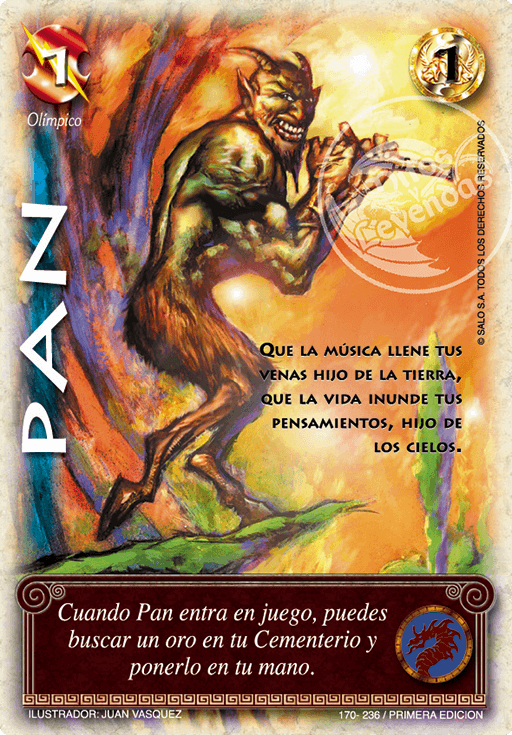 1
1
Olímpico
PAN
Leyendas
© SALO S.A. TODOS LOS DERECHOS RESERVADOS
QUE LA MÚSICA LLENE TUS
VENAS HIJO DE LA TIERRA,
QUE LA VIDA INUNDE TUS
PENSAMIENTOS, HIJO DE
LOS CIELOS.
Cuando Pan entra en juego, puedes
buscar un oro en tu Cementerio y
ponerlo en tu mano.
ILUSTRADOR: JUAN VASQUEZ
170- 236 / PRIMERA EDICION